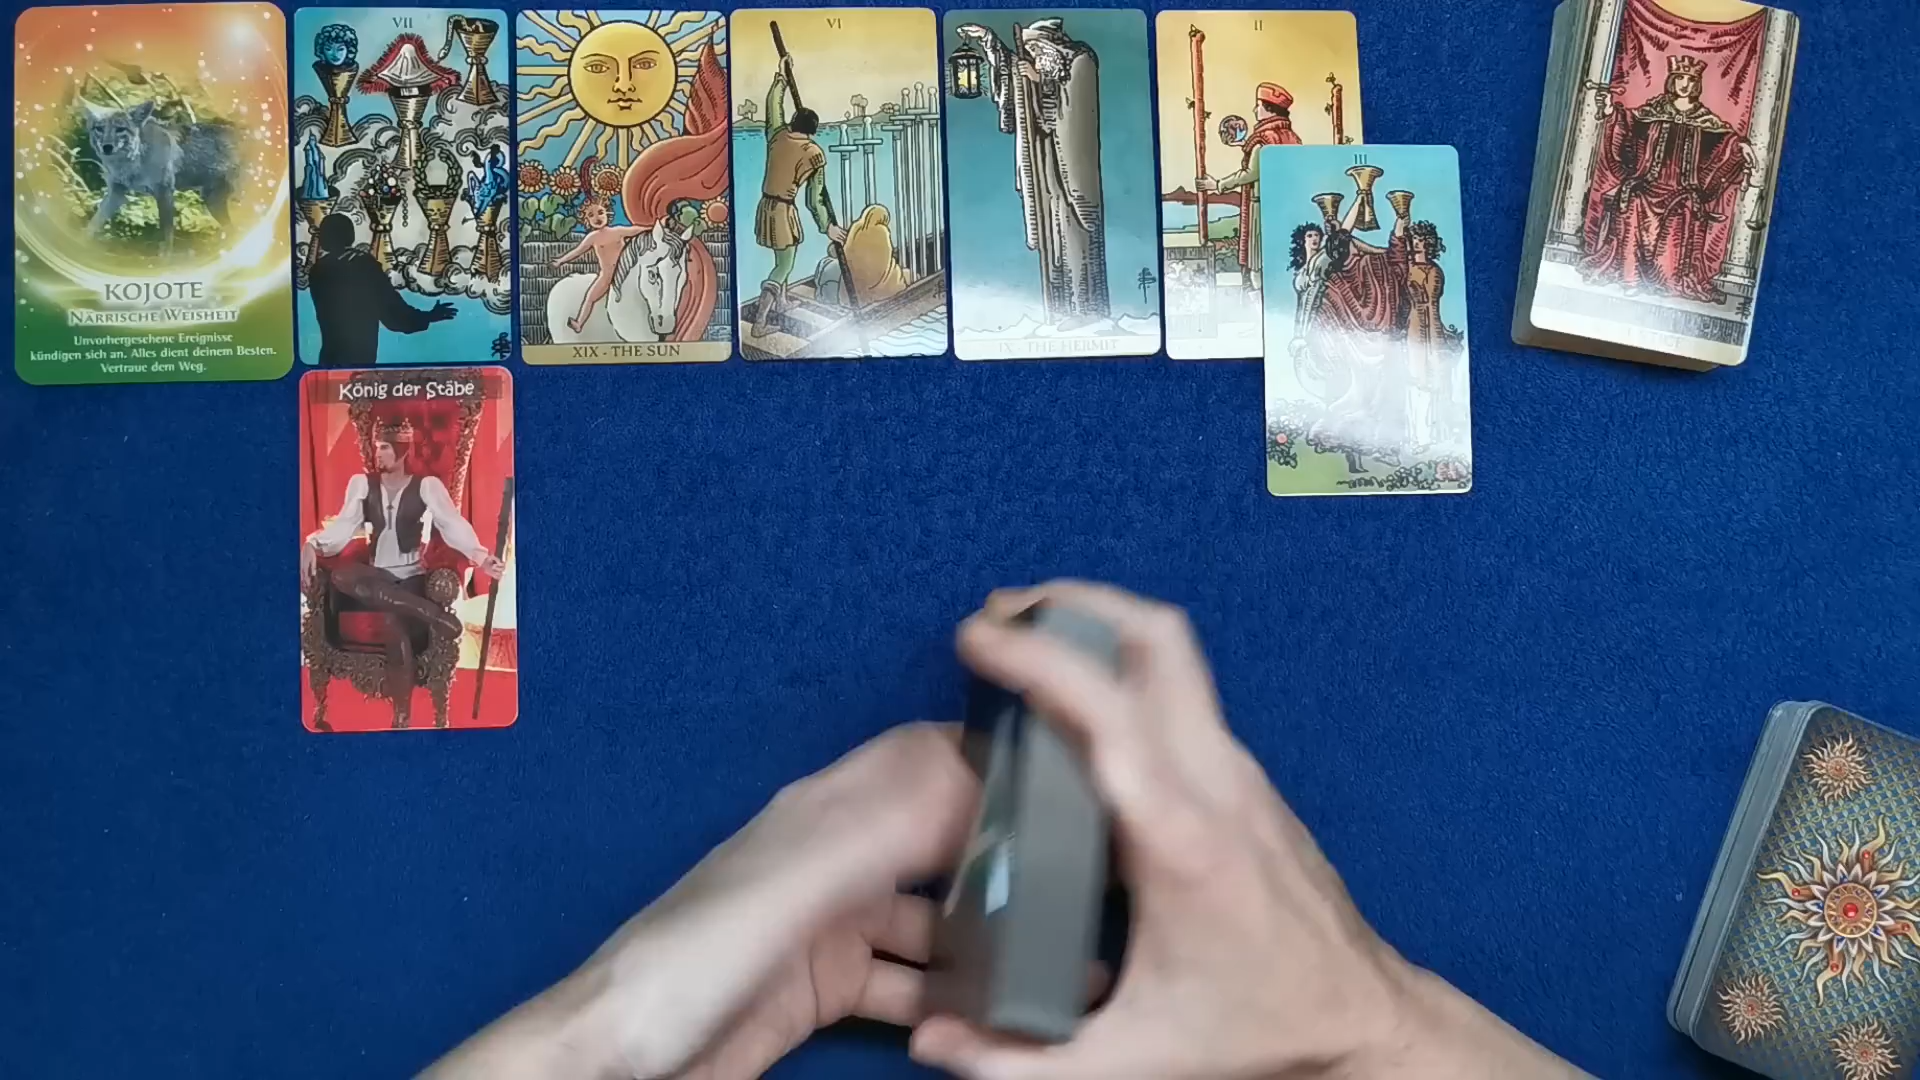 KOJOTE
NÄRRISCHE WEISHEIT
Unvorhergesehene Ereignisse
kündigen sich an. Alles dient deinem Besten.
Vertraue dem Weg.
VII
XIX - THE SUN
VI
IX - THE HERMIT
II
III
König der Stäbe